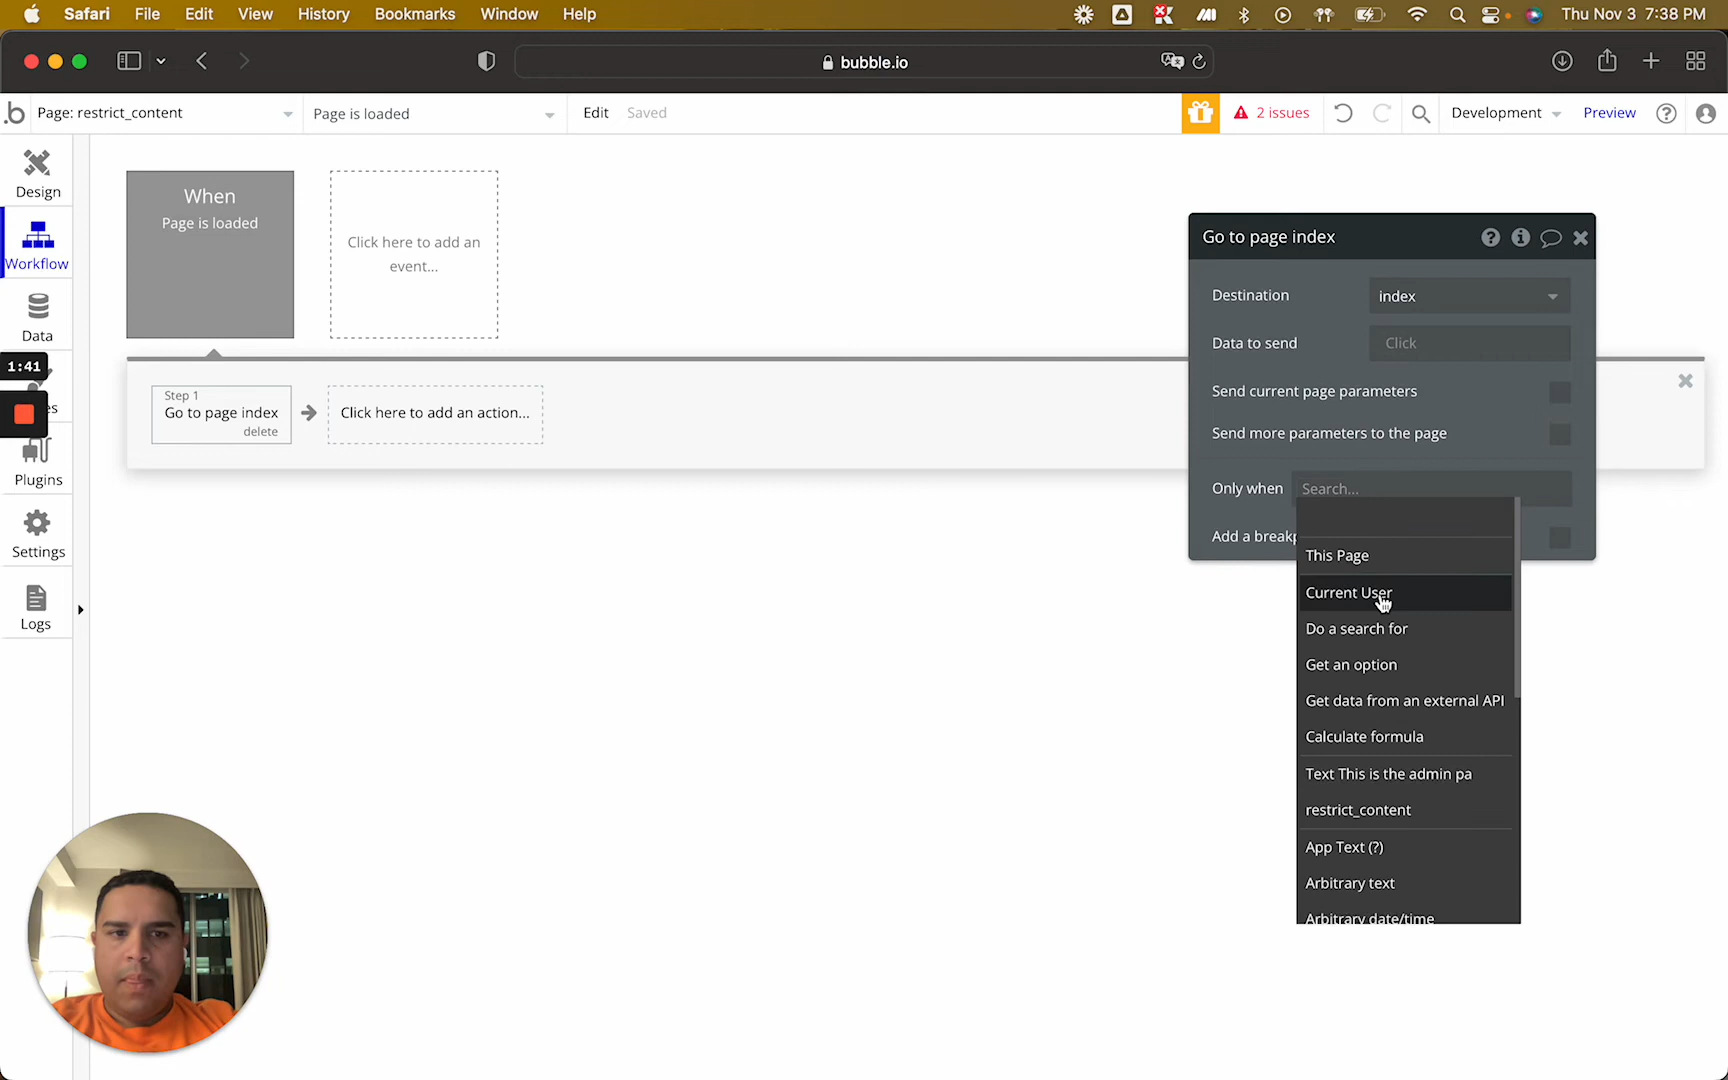 Safari File Edit View History Bookmarks Window Help Thu Nov 3 7:38 PM
bubble.io
.b Page: restrict_content Page is loaded Edit Saved 2 issues Development Preview
Design
Workflow
Data
1:41
es
Plugins
Settings
Logs
When
Page is loaded
Click here to add an
event...
Step 1
Go to page index
delete
Click here to add an action...
Go to page index
Destination index
Data to send Click
Send current page parameters
Send more parameters to the page
Only when Search...
Add a breakp
This Page
Current User
Do a search for
Get an option
Get data from an external API
Calculate formula
Text This is the admin pa
restrict_content
App Text (?)
Arbitrary text
Arbitrary date/time